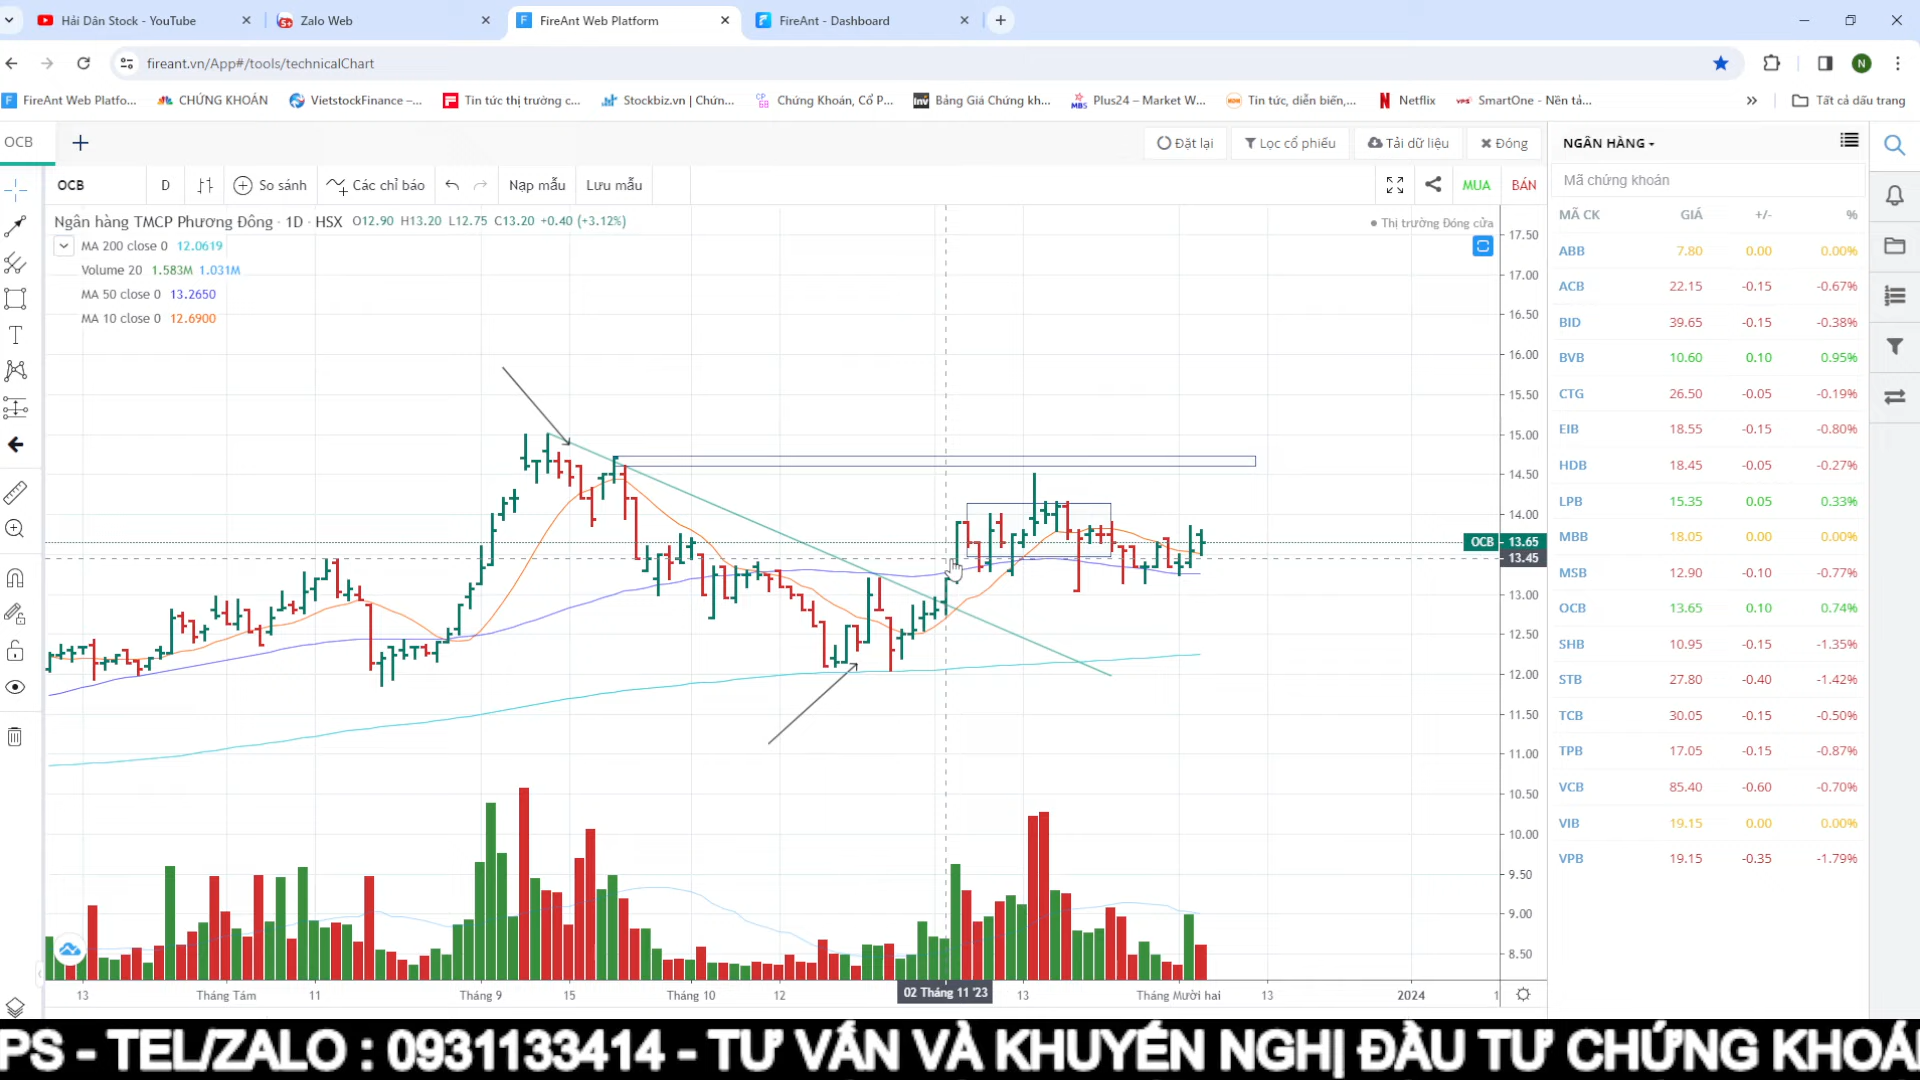 Hải Dân Stock - YouTube
Zalo Web
FireAnt Web Platform
FireAnt - Dashboard
fireant.vn/App#/tools/technicalChart
N
FireAnt Web Platfo...
CHỨNG KHOÁN
VietstockFinance –...
Tin tức thị trường c...
Stockbiz.vn | Chứn...
Chứng Khoán, Cổ P...
Bảng Giá Chứng kh...
Plus24 – Market W...
Tin tức, diễn biến,...
Netflix
SmartOne - Nền tả...
Tất cả dấu trang
OCB
Đặt lại
Lọc cổ phiếu
Tải dữ liệu
Đóng
NGÂN HÀNG
OCB
D
So sánh
Các chỉ báo
Nạp mẫu
Lưu mẫu
MUA
BÁN
Mã chứng khoán
Ngân hàng TMCP Phương Đông · 1D · HSX O12.90 H13.20 L12.75 C13.20 +0.40 (+3.12%)
Thị trường Đóng cửa
MA 200 close 0 12.0619
Volume 20 1.583M 1.031M
MA 50 close 0 13.2650
MA 10 close 0 12.6900
17.50
17.00
16.50
16.00
15.50
15.00
14.50
14.00
OCB 13.65
13.45
13.00
12.50
12.00
11.50
11.00
10.50
10.00
9.50
9.00
8.50
13
Tháng Tám
11
Tháng 9
15
Tháng 10
12
02 Tháng 11 '23
13
Tháng Mười hai
13
2024
1
MÃ CK GIÁ +/- %
ABB 7.80 0.00 0.00%
ACB 22.15 -0.15 -0.67%
BID 39.65 -0.15 -0.38%
BVB 10.60 0.10 0.95%
CTG 26.50 -0.05 -0.19%
EIB 18.55 -0.15 -0.80%
HDB 18.45 -0.05 -0.27%
LPB 15.35 0.05 0.33%
MBB 18.05 0.00 0.00%
MSB 12.90 -0.10 -0.77%
OCB 13.65 0.10 0.74%
SHB 10.95 -0.15 -1.35%
STB 27.80 -0.40 -1.42%
TCB 30.05 -0.15 -0.50%
TPB 17.05 -0.15 -0.87%
VCB 85.40 -0.60 -0.70%
VIB 19.15 0.00 0.00%
VPB 19.15 -0.35 -1.79%
PS - TEL/ZALO : 0931133414 - TƯ VẤN VÀ KHUYẾN NGHỊ ĐẦU TƯ CHỨNG KHOÁ